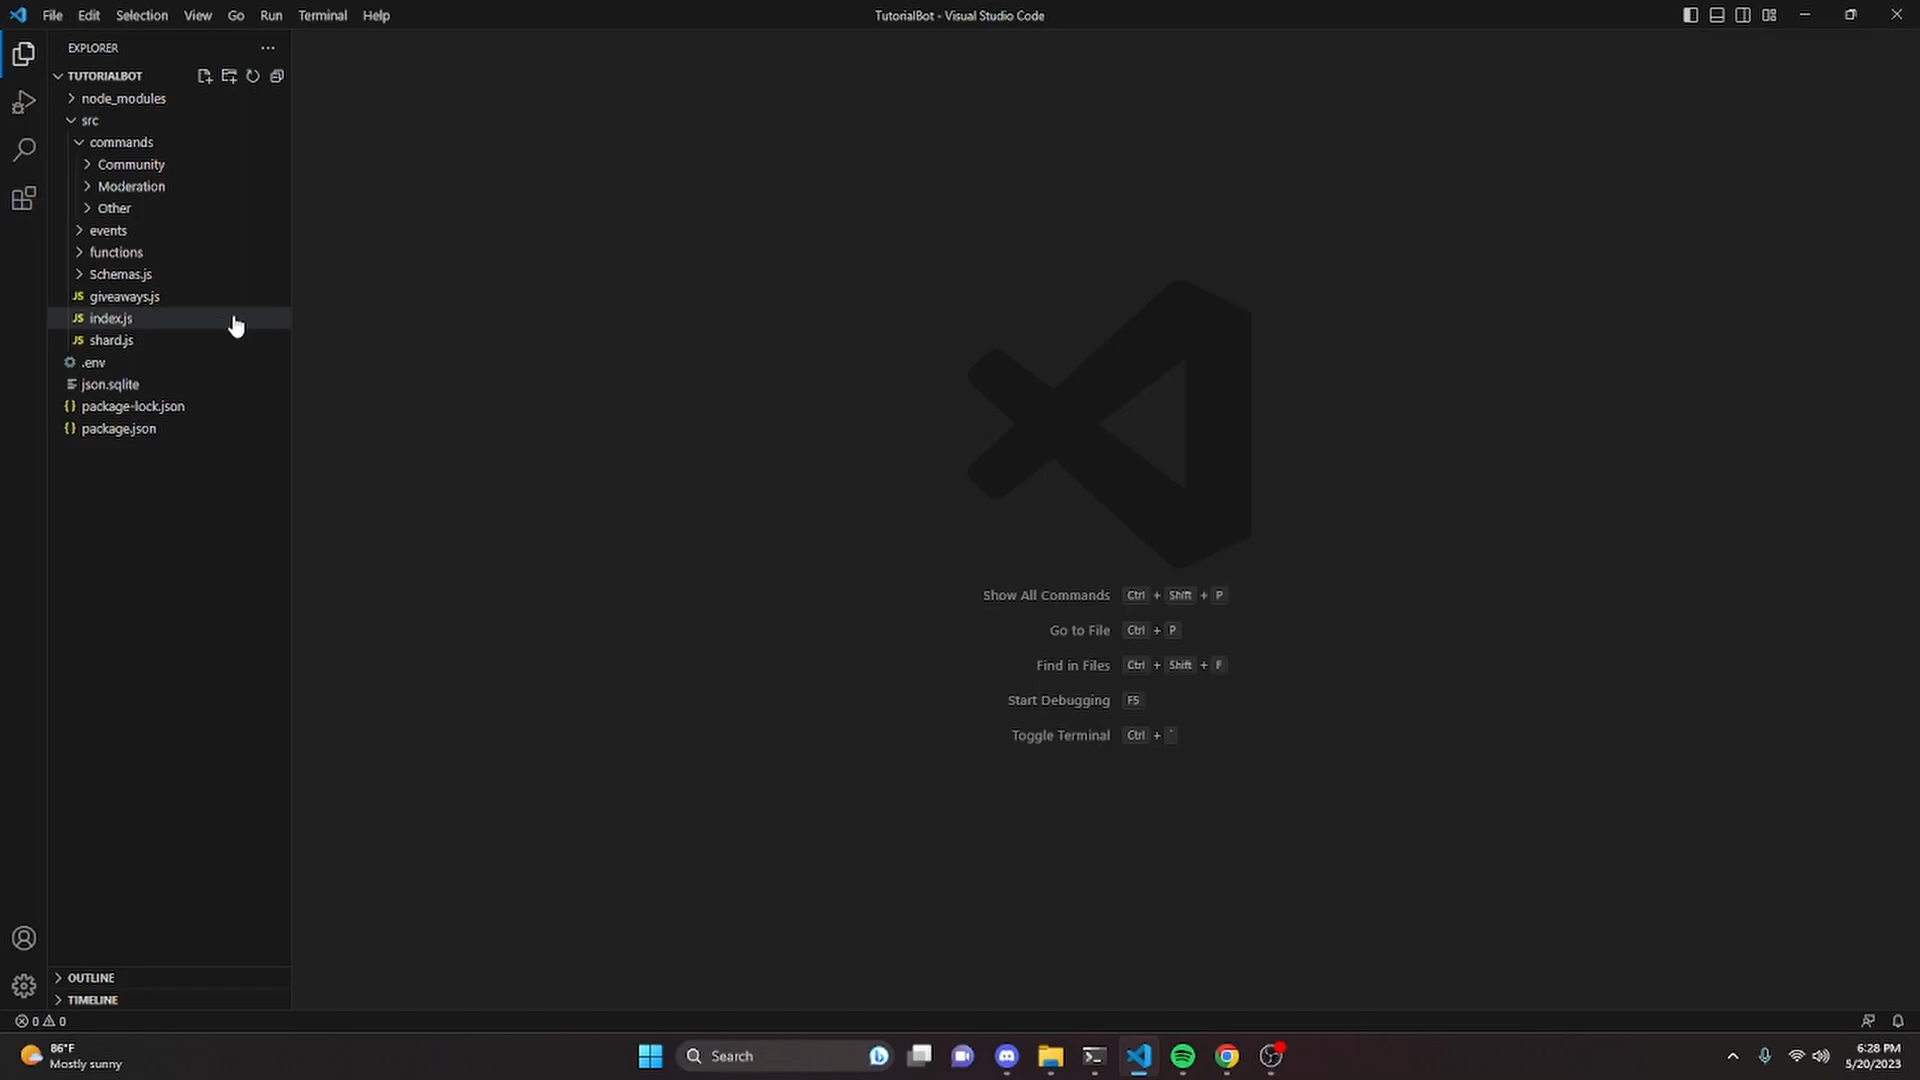 File Edit Selection View Go Run Terminal Help
TutorialBot - Visual Studio Code
EXPLORER
TUTORIALBOT
node_modules
src
commands
Community
Moderation
Other
events
functions
Schemas.js
JS giveaways.js
JS index.js
JS shard.js
.env
json.sqlite
{} package-lock.json
{} package.json
Show All Commands Ctrl + Shift + P
Go to File Ctrl + P
Find in Files Ctrl + Shift + F
Start Debugging F5
Toggle Terminal Ctrl + `
OUTLINE
TIMELINE
0 0
86°F
Mostly sunny
Search
6:28 PM
5/20/2023